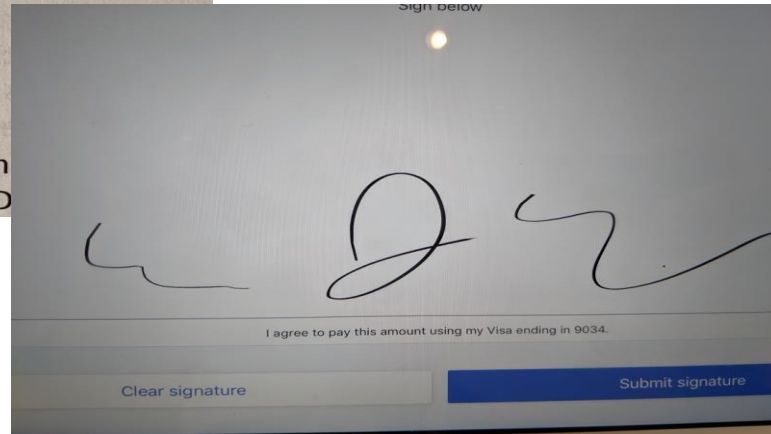 Sign below
I agree to pay this amount using my Visa ending in 9034.
Clear signature
Submit signature